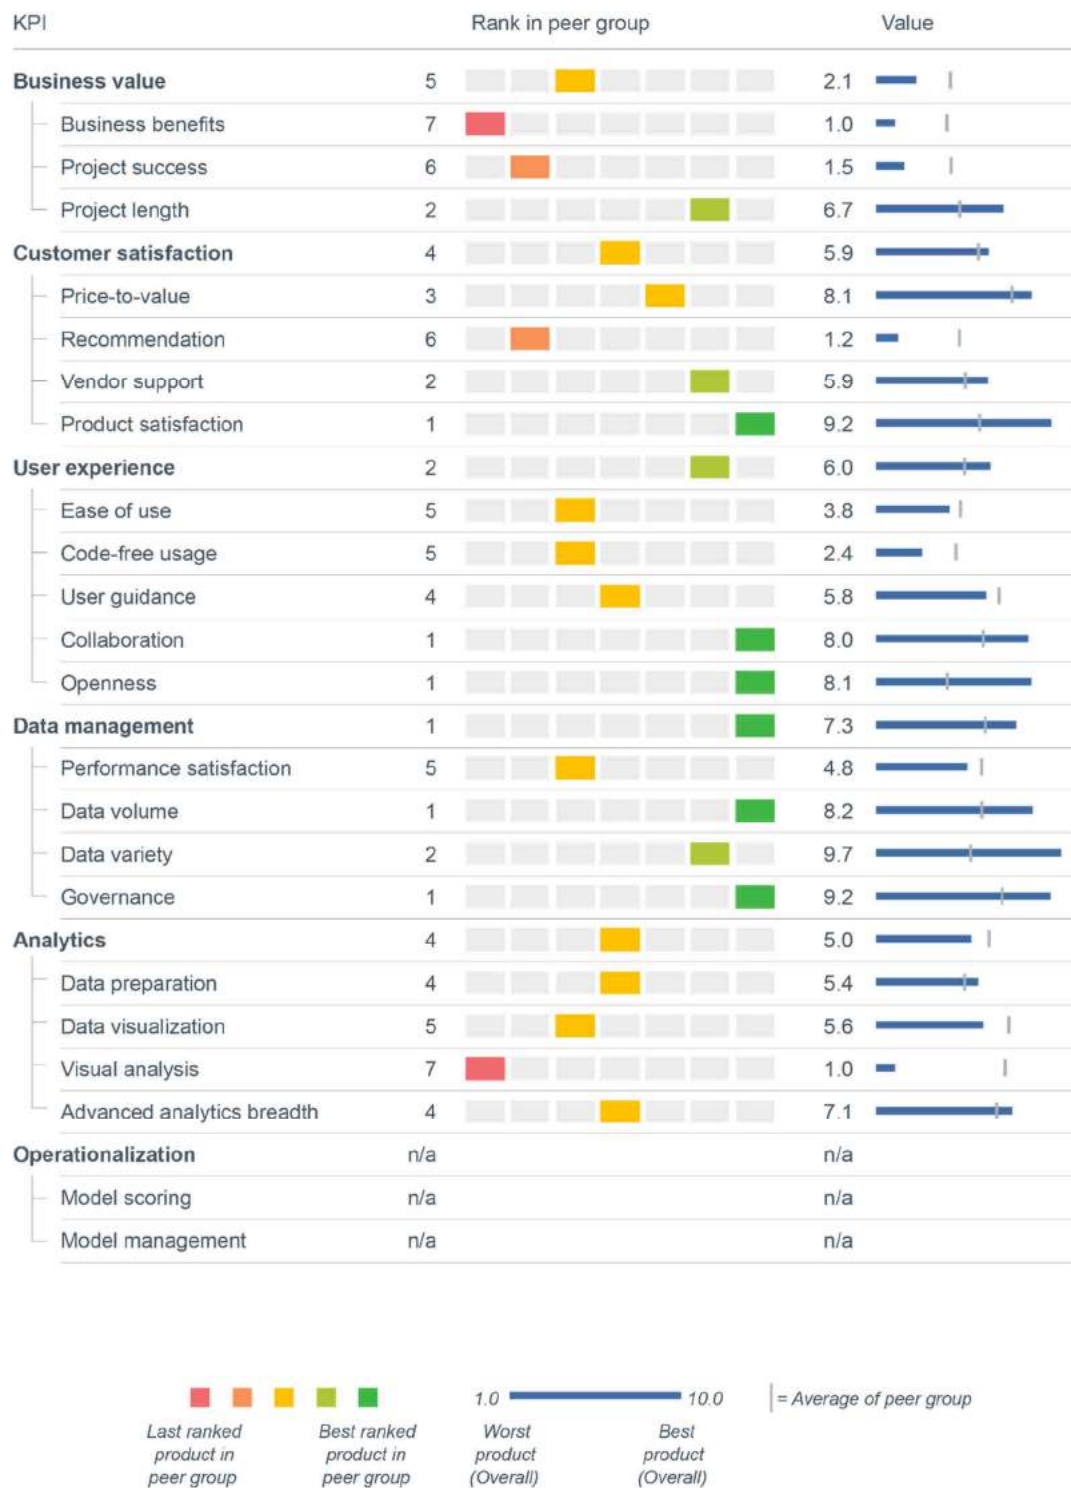 KPI Rank in peer group Value
Business value 5 2.1
Business benefits 7 1.0
Project success 6 1.5
Project length 2 6.7
Customer satisfaction 4 5.9
Price-to-value 3 8.1
Recommendation 6 1.2
Vendor support 2 5.9
Product satisfaction 1 9.2
User experience 2 6.0
Ease of use 5 3.8
Code-free usage 5 2.4
User guidance 4 5.8
Collaboration 1 8.0
Openness 1 8.1
Data management 1 7.3
Performance satisfaction 5 4.8
Data volume 1 8.2
Data variety 2 9.7
Governance 1 9.2
Analytics 4 5.0
Data preparation 4 5.4
Data visualization 5 5.6
Visual analysis 7 1.0
Advanced analytics breadth 4 7.1
Operationalization n/a n/a
Model scoring n/a n/a
Model management n/a n/a
Last ranked
product in
peer group
Best ranked
product in
peer group
1.0 10.0
Worst
product
(Overall)
Best
product
(Overall)
= Average of peer group